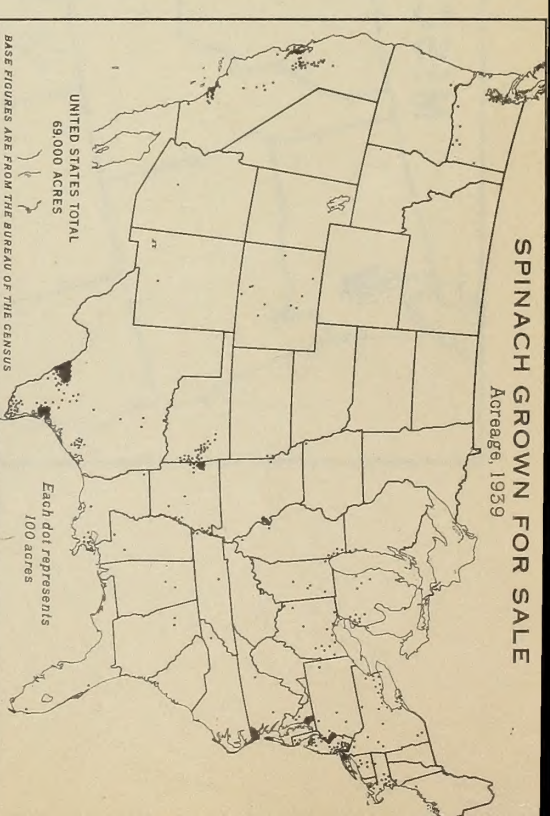 SPINACH GROWN FOR SALE
Acreage, 1939
UNITED STATES TOTAL
69,000 ACRES
Each dot represents
100 acres
BASE FIGURES ARE FROM THE BUREAU OF THE CENSUS